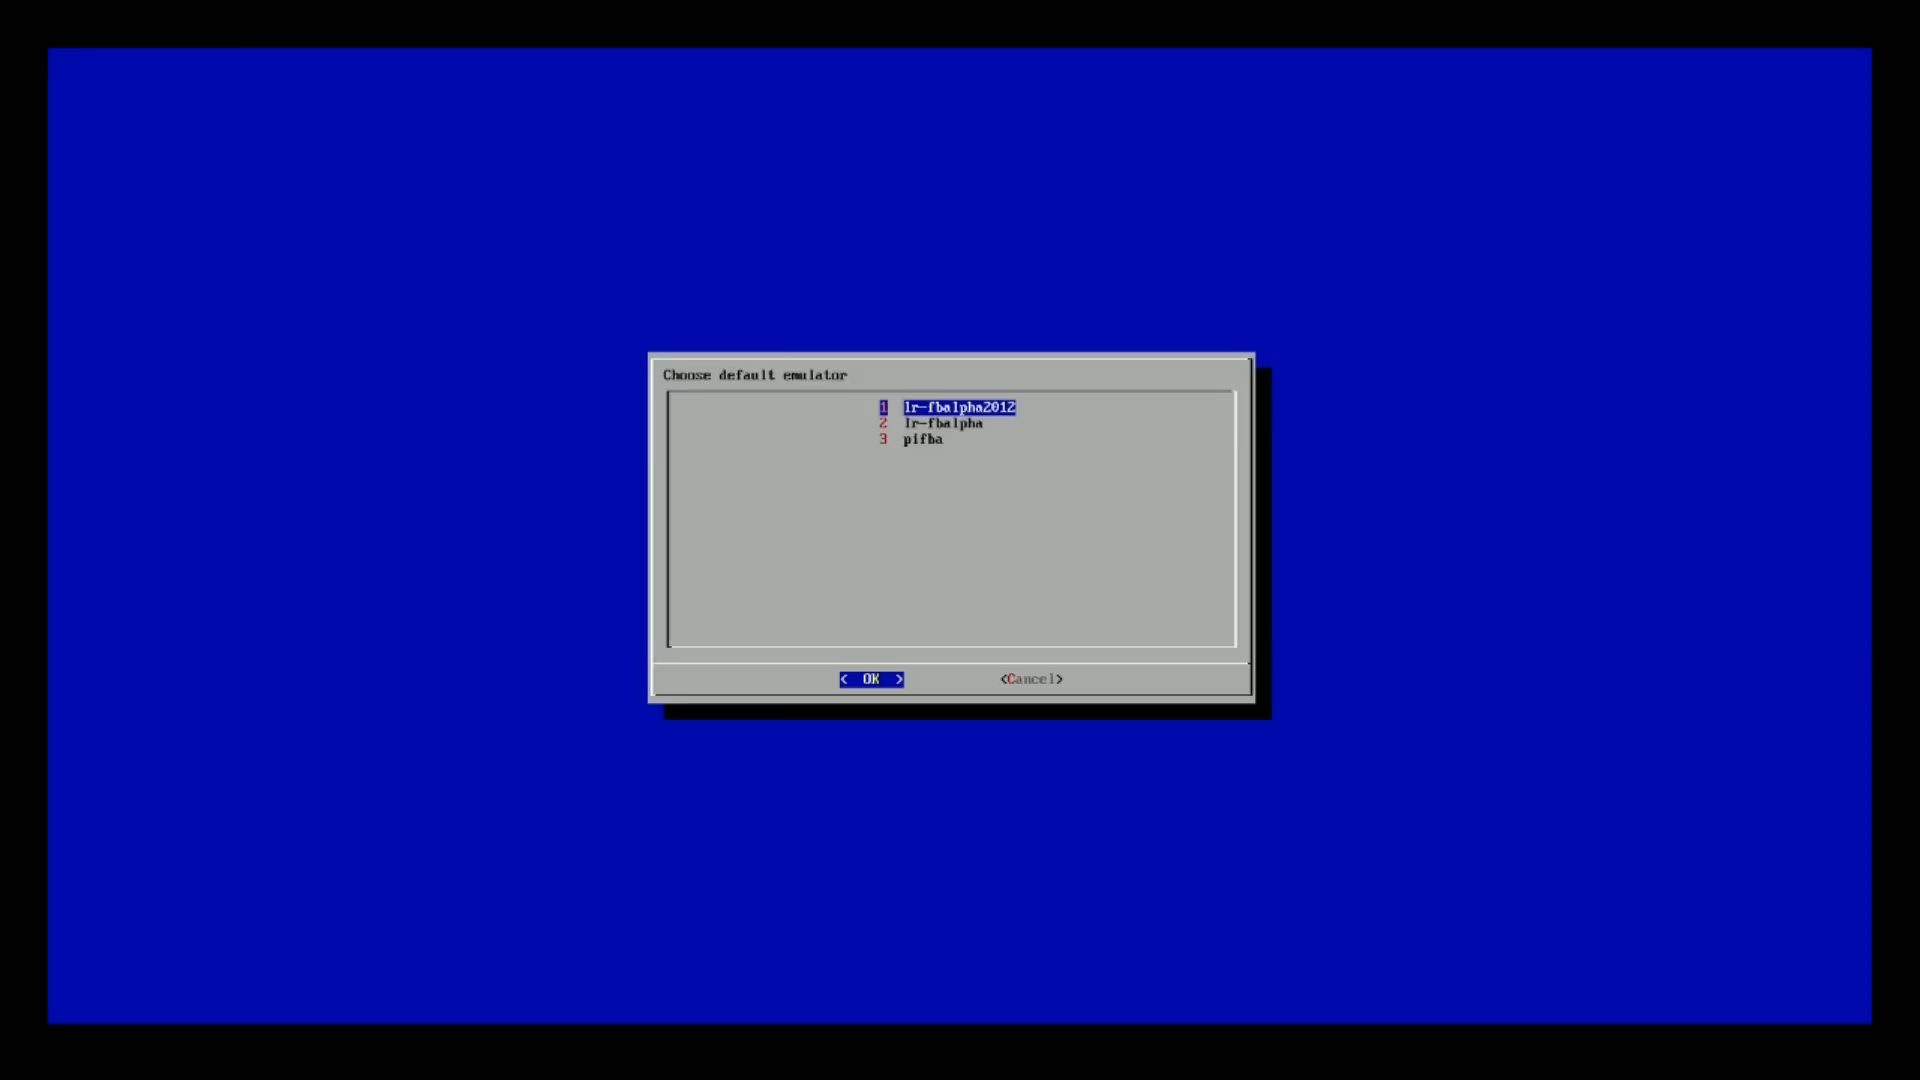 Choose default emulator
1 lr-fbalpha2012
2 lr-fbalpha
3 pifba
< OK >
<Cancel>